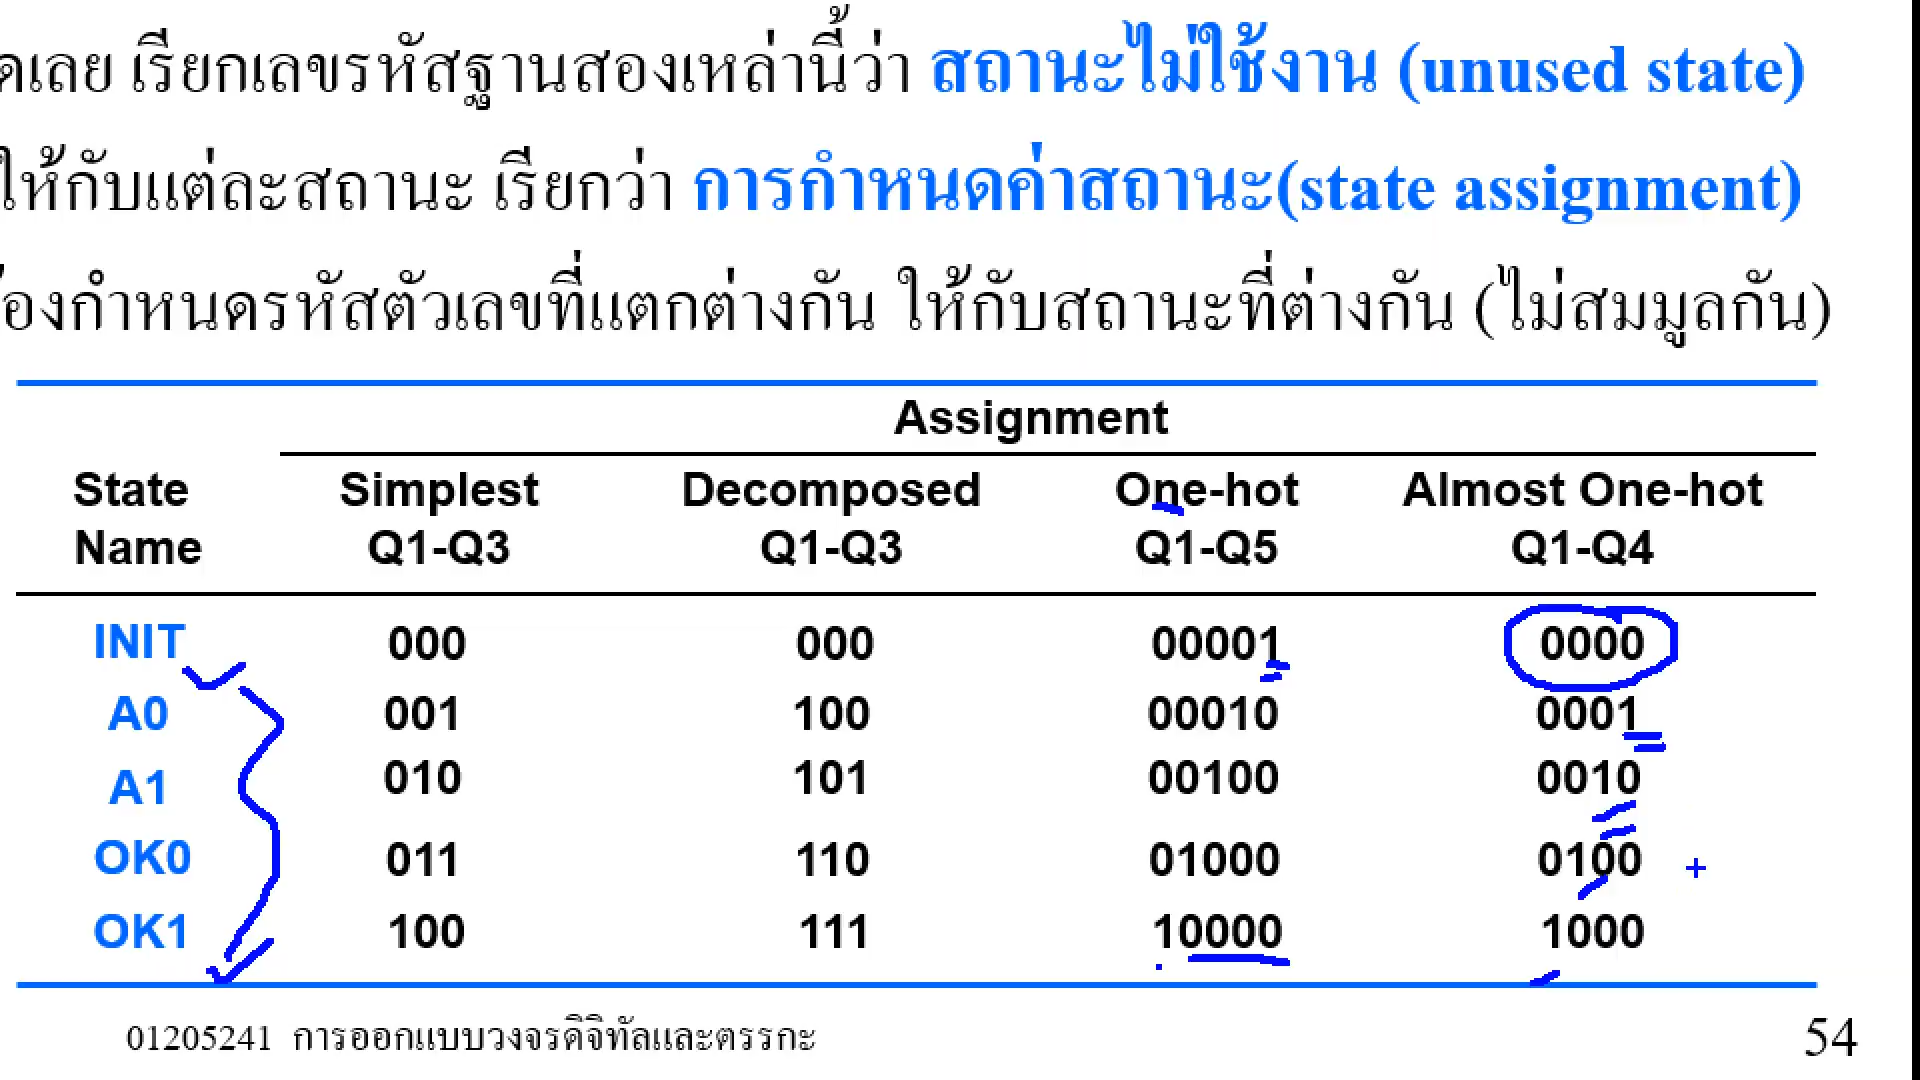 ดเลย เรียกเลขรหัสฐานสองเหล่านี้ว่า สถานะไม่ใช้งาน (unused state)
ให้กับแต่ละสถานะ เรียกว่า การกำหนดค่าสถานะ(state assignment)
้องกำหนดรหัสตัวเลขที่แตกต่างกัน ให้กับสถานะที่ต่างกัน (ไม่สมมูลกัน)
Assignment
State Name Simplest Q1-Q3 Decomposed Q1-Q3 One-hot Q1-Q5 Almost One-hot Q1-Q4
INIT 000 000 00001 0000
A0 001 100 00010 0001
A1 010 101 00100 0010
OK0 011 110 01000 0100
OK1 100 111 10000 1000
01205241 การออกแบบวงจรดิจิทัลและตรรกะ 54